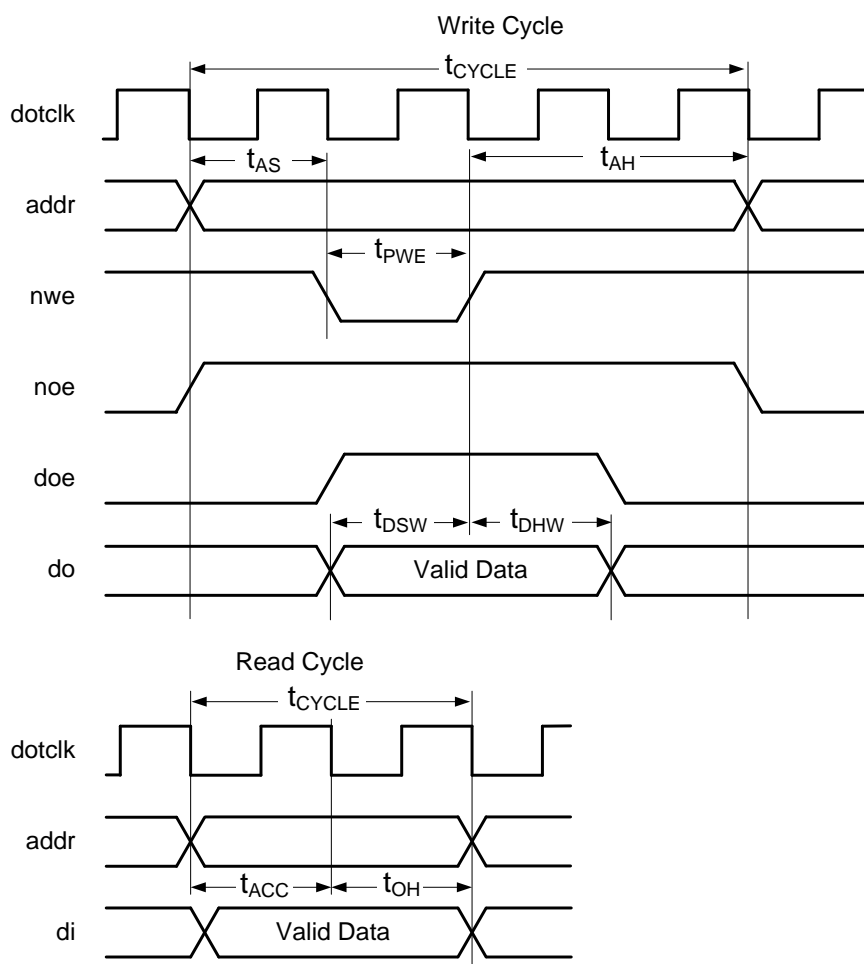 Write Cycle
tCYCLE
dotclk
tAS
tAH
addr
tPWE
nwe
noe
doe
tDSW
tDHW
do
Valid Data
Read Cycle
tCYCLE
dotclk
addr
tACC
tOH
di
Valid Data